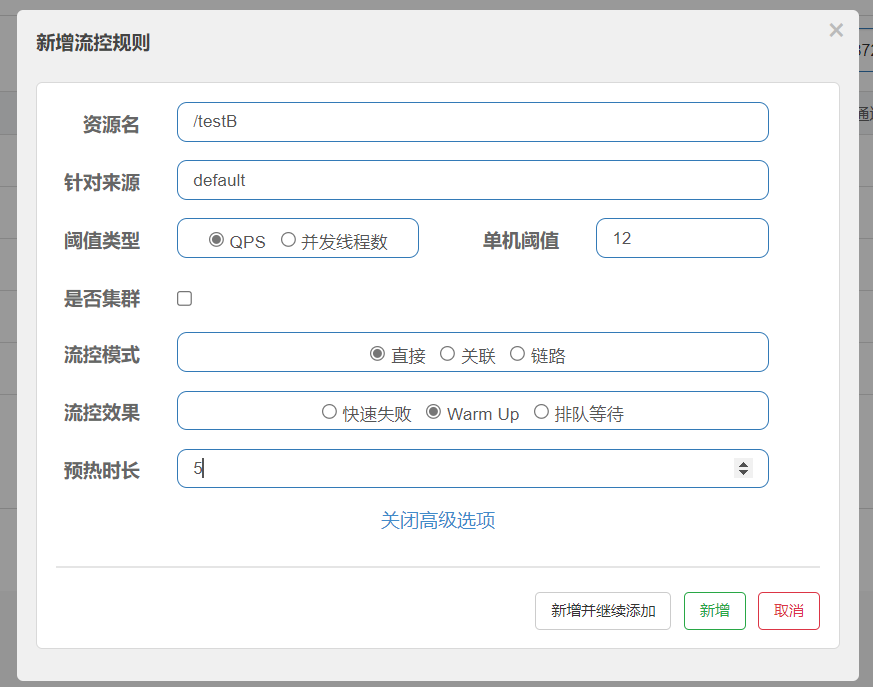 新增流控规则
×
资源名 /testB
针对来源 default
阈值类型 QPS 并发线程数 单机阈值 12
是否集群
流控模式 直接 关联 链路
流控效果 快速失败 Warm Up 排队等待
预热时长 5
关闭高级选项
新增并继续添加 新增 取消